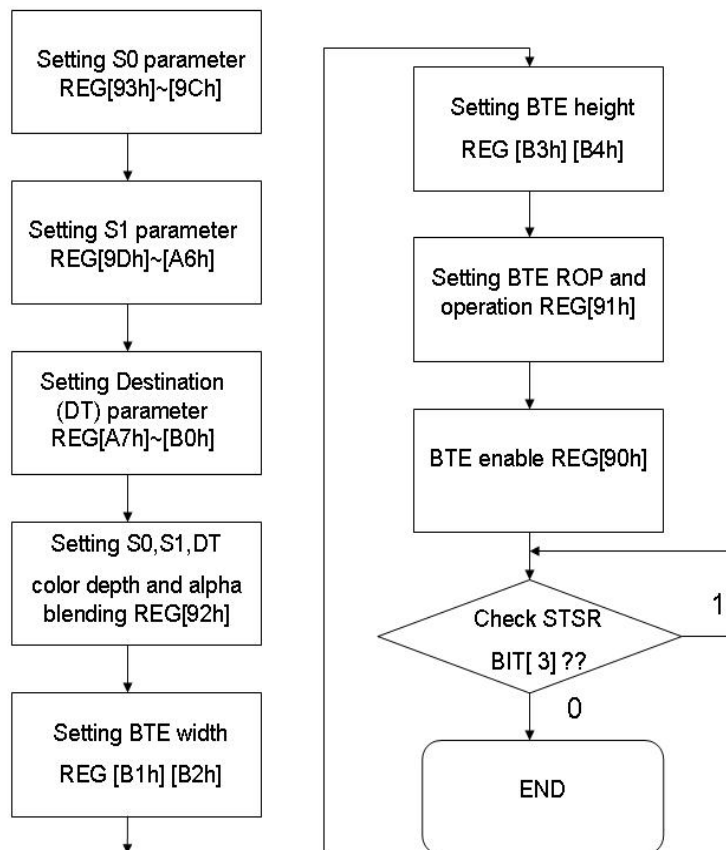 Setting S0 parameter
REG[93h]~[9Ch]
Setting S1 parameter
REG[9Dh]~[A6h]
Setting Destination
(DT) parameter
REG[A7h]~[B0h]
Setting S0,S1,DT
color depth and alpha
blending REG[92h]
Setting BTE width
REG [B1h] [B2h]
Setting BTE height
REG [B3h] [B4h]
Setting BTE ROP and
operation REG[91h]
BTE enable REG[90h]
Check STSR
BIT[ 3] ??
1
0
END